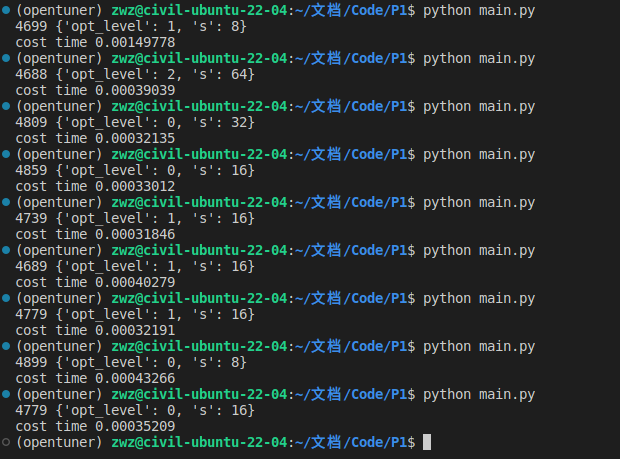 (opentuner) zwz@civil-ubuntu-22-04:~/文档/Code/P1$ python main.py
4699 {'opt_level': 1, 's': 8}
cost time 0.00149778
(opentuner) zwz@civil-ubuntu-22-04:~/文档/Code/P1$ python main.py
4688 {'opt_level': 2, 's': 64}
cost time 0.00039039
(opentuner) zwz@civil-ubuntu-22-04:~/文档/Code/P1$ python main.py
4809 {'opt_level': 0, 's': 32}
cost time 0.00032135
(opentuner) zwz@civil-ubuntu-22-04:~/文档/Code/P1$ python main.py
4859 {'opt_level': 0, 's': 16}
cost time 0.00033012
(opentuner) zwz@civil-ubuntu-22-04:~/文档/Code/P1$ python main.py
4739 {'opt_level': 1, 's': 16}
cost time 0.00031846
(opentuner) zwz@civil-ubuntu-22-04:~/文档/Code/P1$ python main.py
4689 {'opt_level': 1, 's': 16}
cost time 0.00040279
(opentuner) zwz@civil-ubuntu-22-04:~/文档/Code/P1$ python main.py
4779 {'opt_level': 1, 's': 16}
cost time 0.00032191
(opentuner) zwz@civil-ubuntu-22-04:~/文档/Code/P1$ python main.py
4899 {'opt_level': 0, 's': 8}
cost time 0.00043266
(opentuner) zwz@civil-ubuntu-22-04:~/文档/Code/P1$ python main.py
4779 {'opt_level': 0, 's': 16}
cost time 0.00035209
(opentuner) zwz@civil-ubuntu-22-04:~/文档/Code/P1$